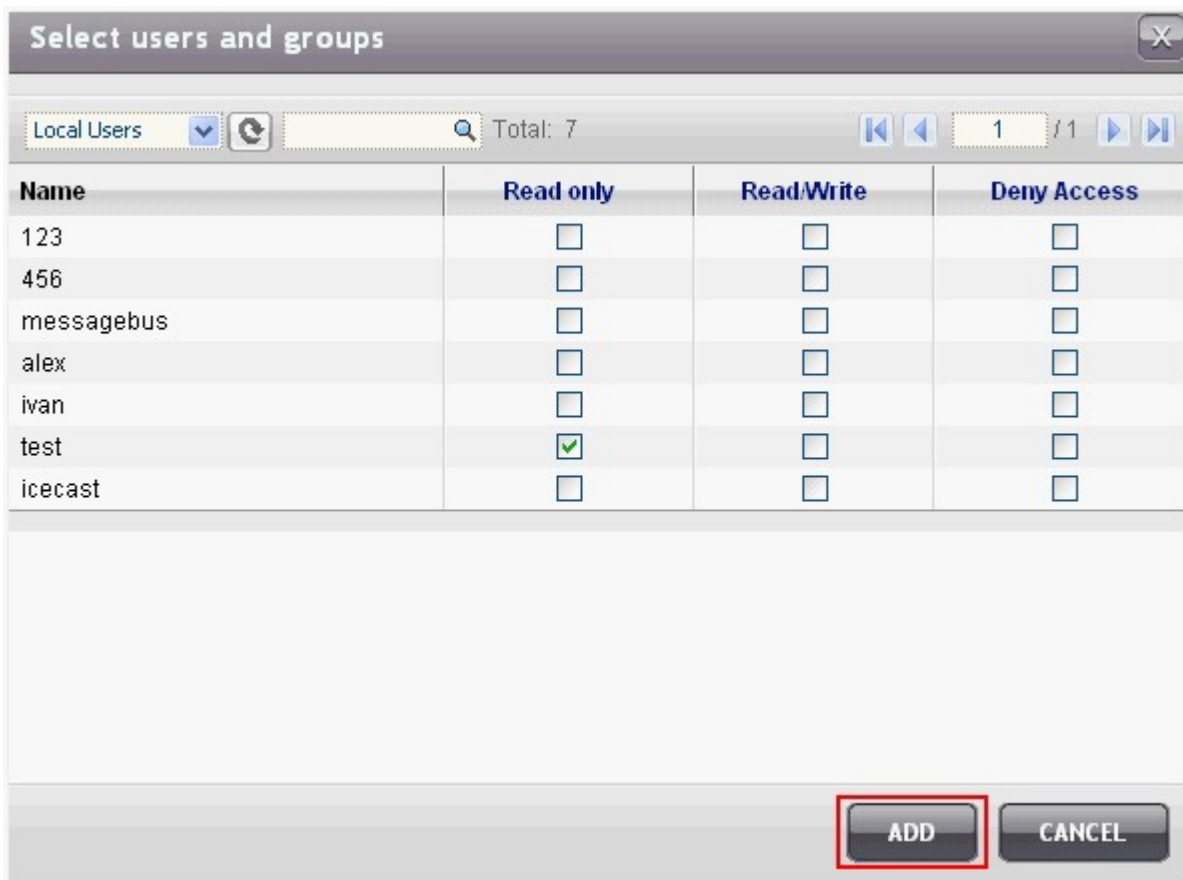 Select users and groups X
Local Users Total: 7 1 / 1
Name Read only Read/Write Deny Access
123
456
messagebus
alex
ivan
test
icecast
ADD CANCEL